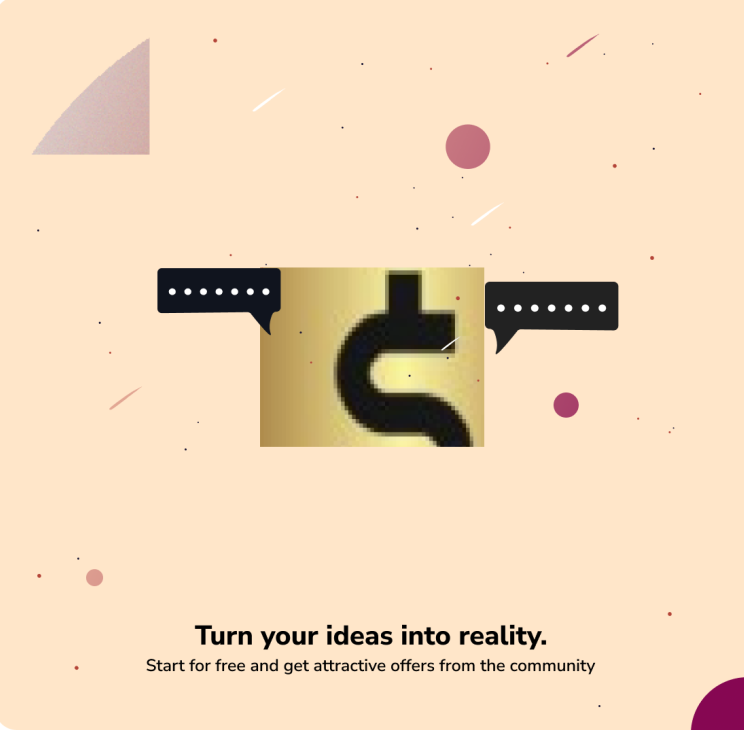 Turn your ideas into reality.
Start for free and get attractive offers from the community